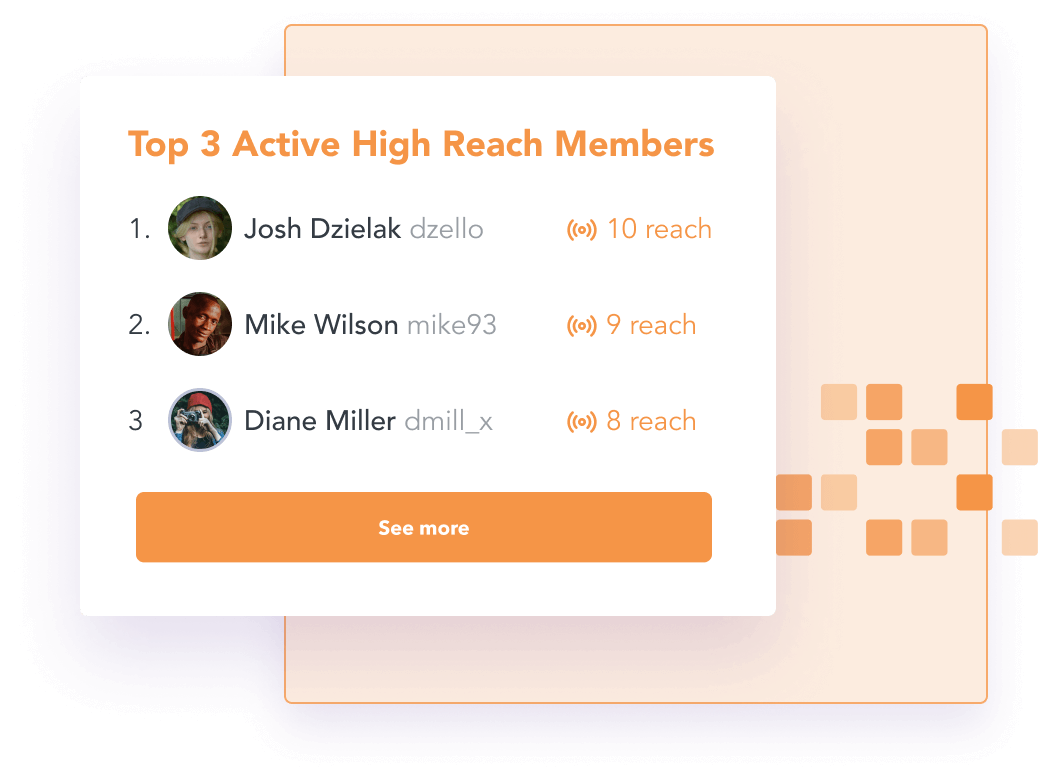 Top 3 Active High Reach Members
1. Josh Dzielak dzello 10 reach
2. Mike Wilson mike93 9 reach
3 Diane Miller dmill_x 8 reach
See more